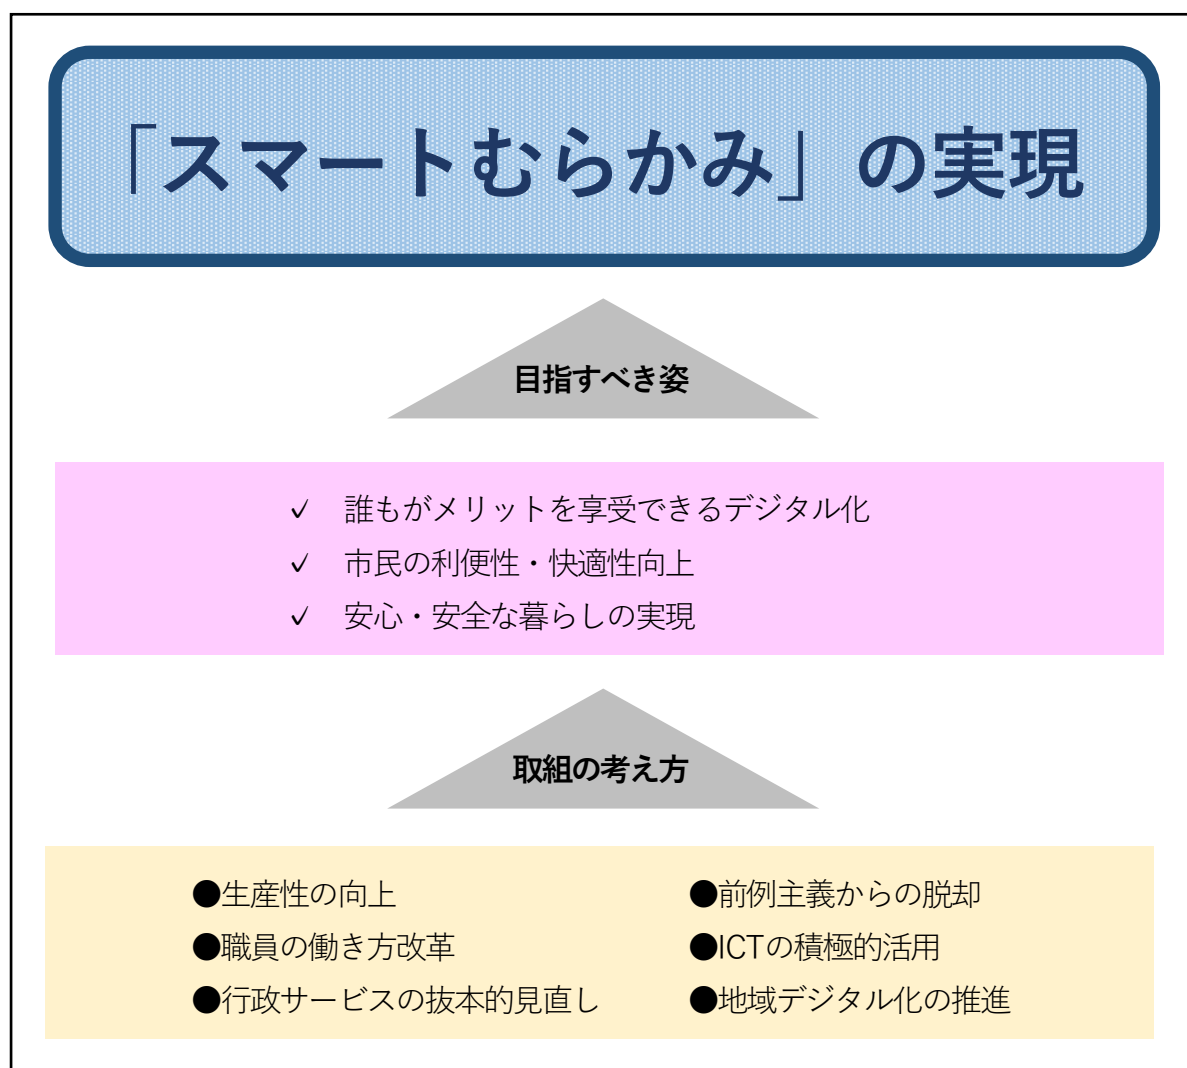 「スマートむらかみ」の実現
目指すべき姿
✓ 誰もがメリットを享受できるデジタル化
✓ 市民の利便性・快適性向上
✓ 安心・安全な暮らしの実現
取組の考え方
●生産性の向上
●職員の働き方改革
●行政サービスの抜本的見直し
●前例主義からの脱却
●ICTの積極的活用
●地域デジタル化の推進